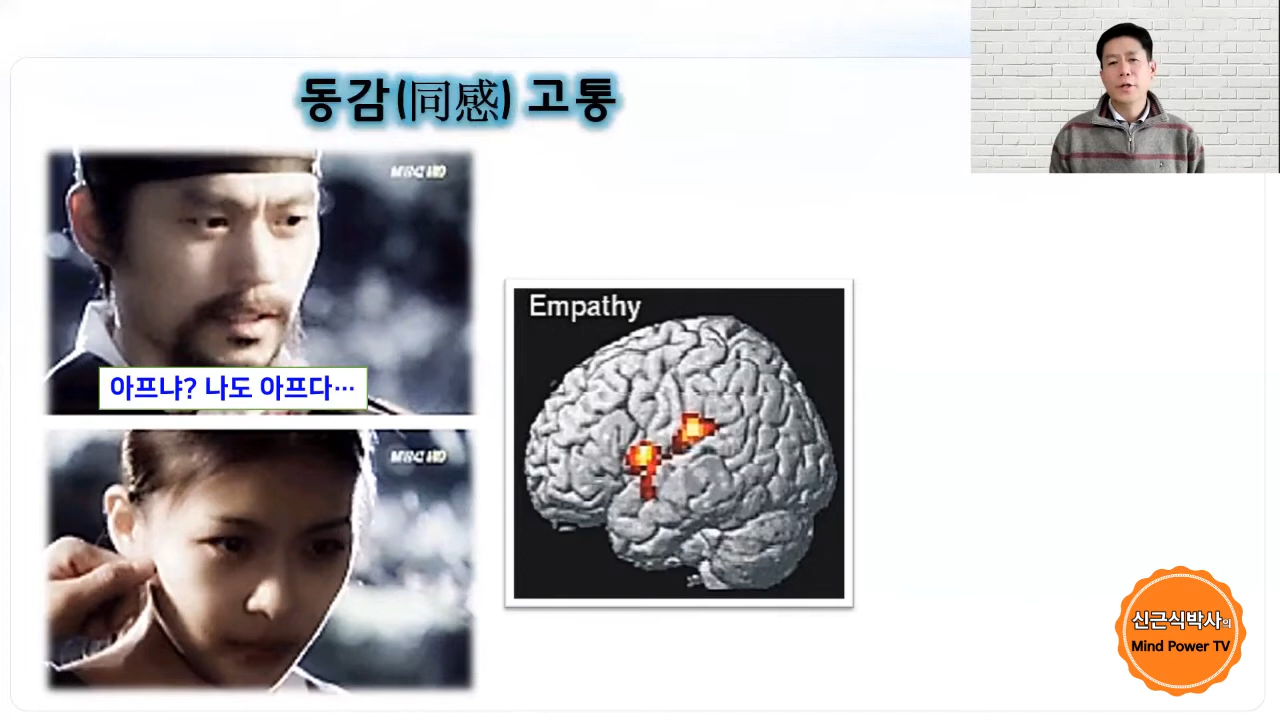 동감(同感) 고통
MBC HD
아프냐? 나도 아프다…
MBC HD
Empathy
신근식박사의
Mind Power TV